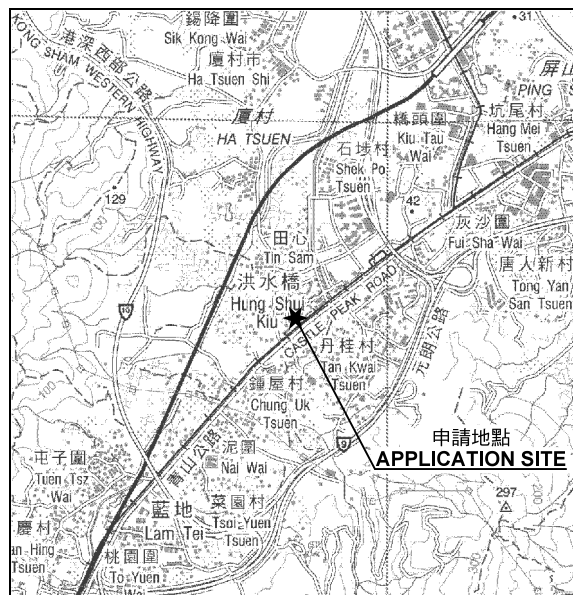 錫降圍
Sik Kong Wai
廈村市
Ha Tsuen Shi
港深西部公路
KONG SHAM WESTERN HIGHWAY
廈村
HA TSUEN
31
屏山
PING
坑尾村
Hang Mei
Tsuen
橋頭圍
Kiu Tau
Wai
石埗村
Shek Po
Tsuen
129
42
灰沙圍
Fui Sha Wai
田心
Tin Sam
唐人新村
Tong Yan
San Tsuen
洪水橋
Hung Shui
Kiu
10
CASTLE PEAK ROAD
元朗公路
丹桂村
Tan Kwai
Tsuen
鍾屋村
Chung Uk
Tsuen
9
申請地點
APPLICATION SITE
屯子圍
Tuen Tsz
Wai
青山公路
泥圍
Nai Wai
297
藍地
Lam Tei
菜園村
Tsoi Yuen
Tsuen
慶村
an Hing
Tsuen
桃園圍
To Yuen